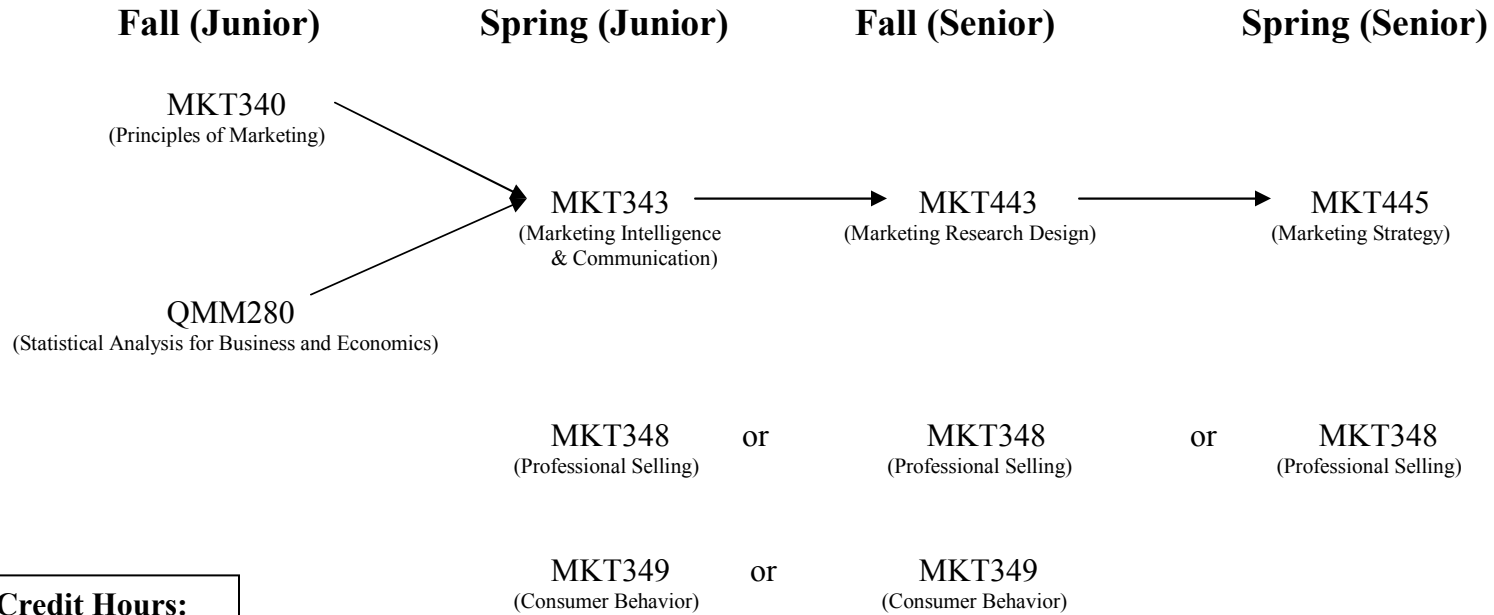 Fall (Junior) Spring (Junior) Fall (Senior) Spring (Senior)
MKT340
(Principles of Marketing)
MKT343 MKT443 MKT445
(Marketing Intelligence (Marketing Research Design) (Marketing Strategy)
& Communication)
QMM280
(Statistical Analysis for Business and Economics)
MKT348 or MKT348 or MKT348
(Professional Selling) (Professional Selling) (Professional Selling)
MKT349 or MKT349
(Consumer Behavior) (Consumer Behavior)
Credit Hours: